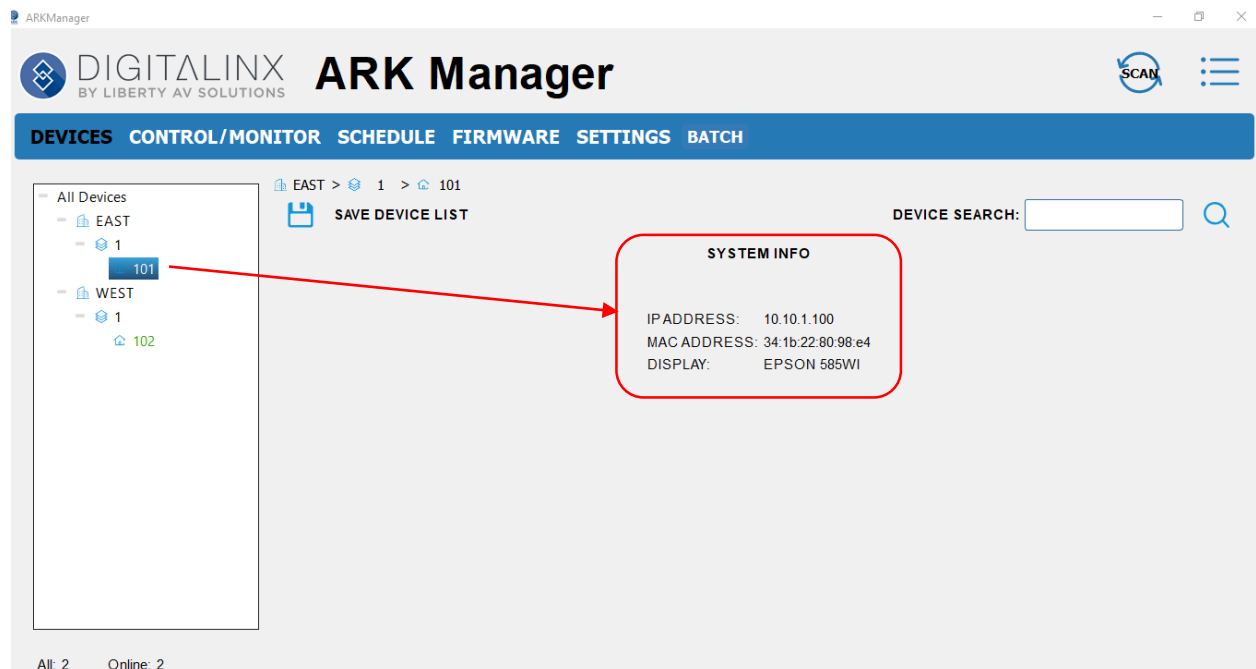 ARKManager
DIGITALINX
BY LIBERTY AV SOLUTIONS
ARK Manager
SCAN
DEVICES CONTROL/MONITOR SCHEDULE FIRMWARE SETTINGS BATCH
All Devices
EAST
1
101
WEST
1
102
EAST > 1 > 101
SAVE DEVICE LIST
DEVICE SEARCH:
SYSTEM INFO
IP ADDRESS: 10.10.1.100
MAC ADDRESS: 34:1b:22:80:98:e4
DISPLAY: EPSON 585WI
All: 2 Online: 2